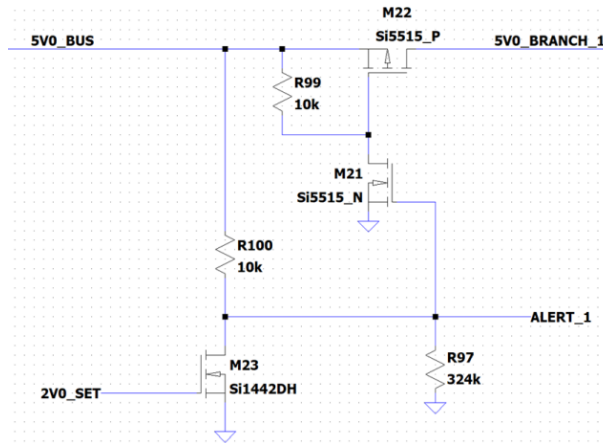 M22
5V0_BUS
Si5515_P
5V0_BRANCH_1
R99
10k
M21
Si5515_N
R100
10k
ALERT_1
M23
R97
Si1442DH
324k
2V0_SET